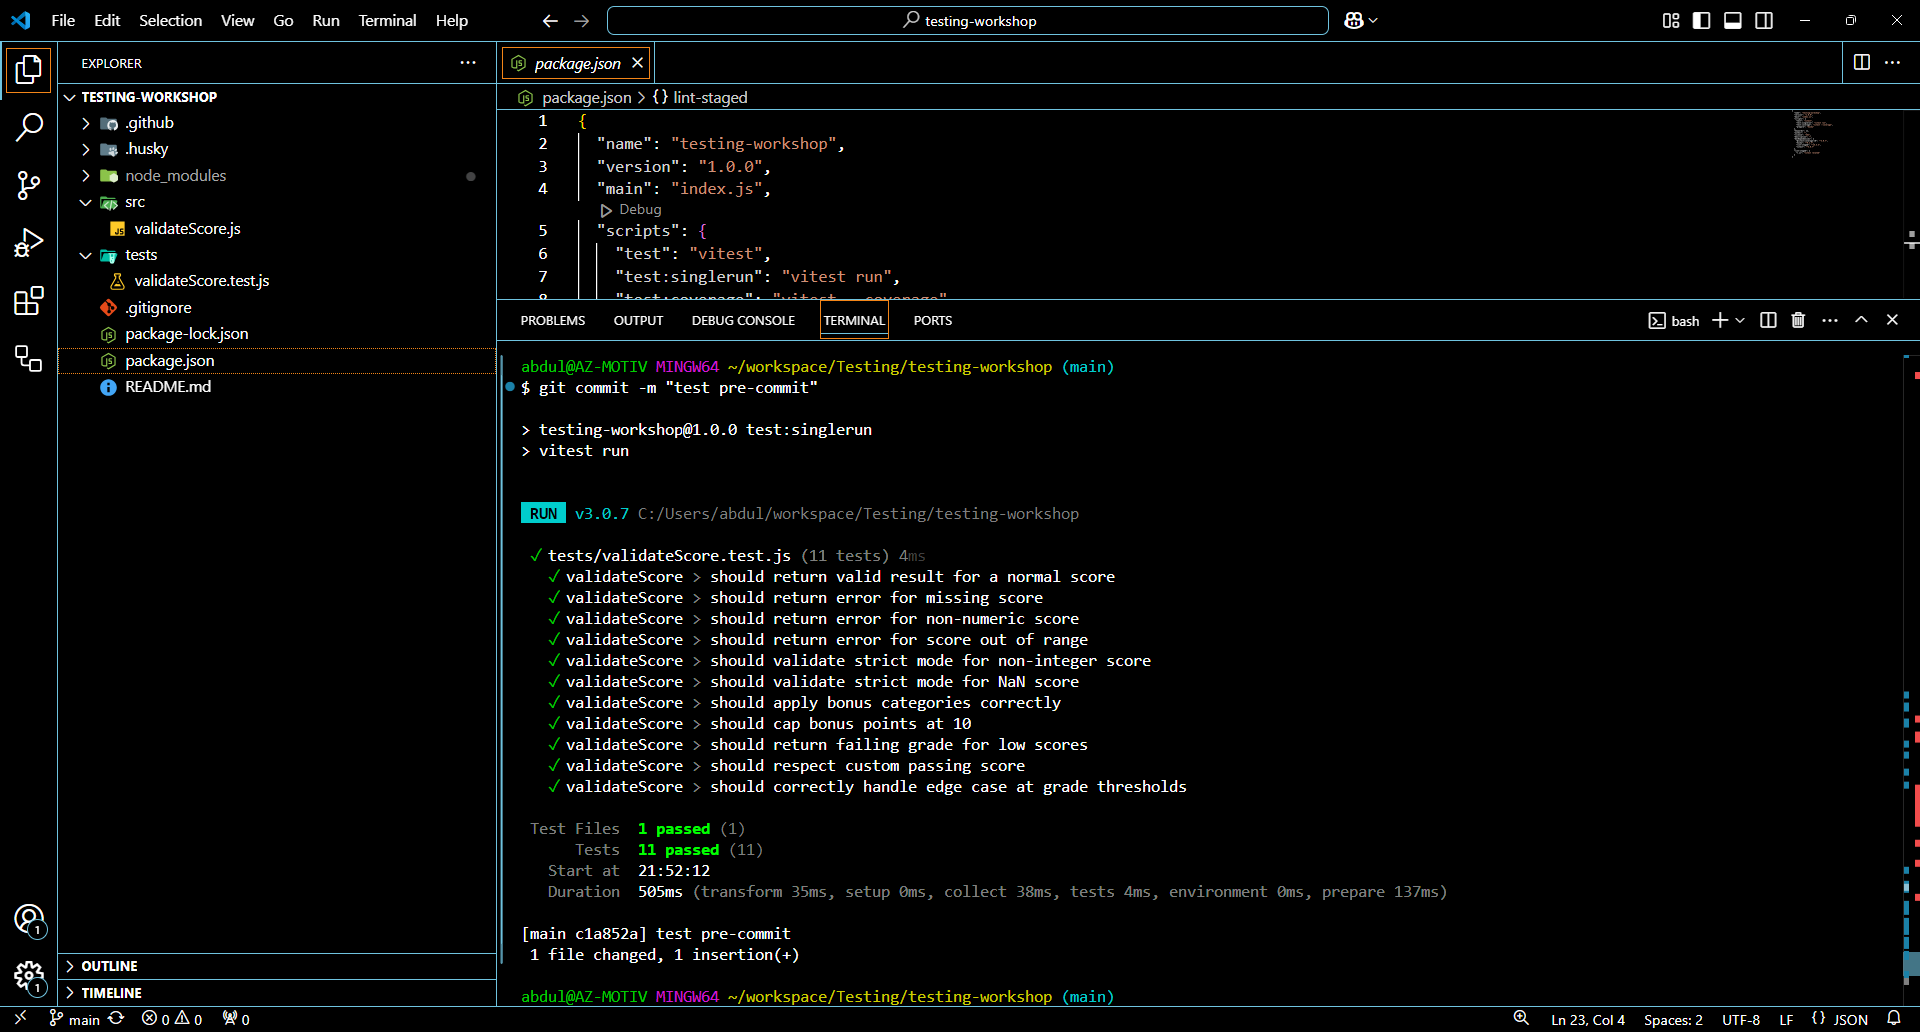 File Edit Selection View Go Run Terminal Help
testing-workshop
EXPLORER
TESTING-WORKSHOP
.github
.husky
node_modules
src
validateScore.js
tests
validateScore.test.js
.gitignore
package-lock.json
package.json
README.md
OUTLINE
TIMELINE
package.json
package.json > {} lint-staged
1 {
2 "name": "testing-workshop",
3 "version": "1.0.0",
4 "main": "index.js",
Debug
5 "scripts": {
6 "test": "vitest",
7 "test:singlerun": "vitest run",
8 "test:coverage": "vitest --coverage"
PROBLEMS OUTPUT DEBUG CONSOLE TERMINAL PORTS
bash
abdul@AZ-MOTIV MINGW64 ~/workspace/Testing/testing-workshop (main)
$ git commit -m "test pre-commit"
> testing-workshop@1.0.0 test:singlerun
> vitest run
RUN v3.0.7 C:/Users/abdul/workspace/Testing/testing-workshop
✓ tests/validateScore.test.js (11 tests) 4ms
✓ validateScore > should return valid result for a normal score
✓ validateScore > should return error for missing score
✓ validateScore > should return error for non-numeric score
✓ validateScore > should return error for score out of range
✓ validateScore > should validate strict mode for non-integer score
✓ validateScore > should validate strict mode for NaN score
✓ validateScore > should apply bonus categories correctly
✓ validateScore > should cap bonus points at 10
✓ validateScore > should return failing grade for low scores
✓ validateScore > should respect custom passing score
✓ validateScore > should correctly handle edge case at grade thresholds
Test Files 1 passed (1)
Tests 11 passed (11)
Start at 21:52:12
Duration 505ms (transform 35ms, setup 0ms, collect 38ms, tests 4ms, environment 0ms, prepare 137ms)
[main c1a852a] test pre-commit
1 file changed, 1 insertion(+)
abdul@AZ-MOTIV MINGW64 ~/workspace/Testing/testing-workshop (main)
1
1
main 0 0 0
Ln 23, Col 4 Spaces: 2 UTF-8 LF {} JSON